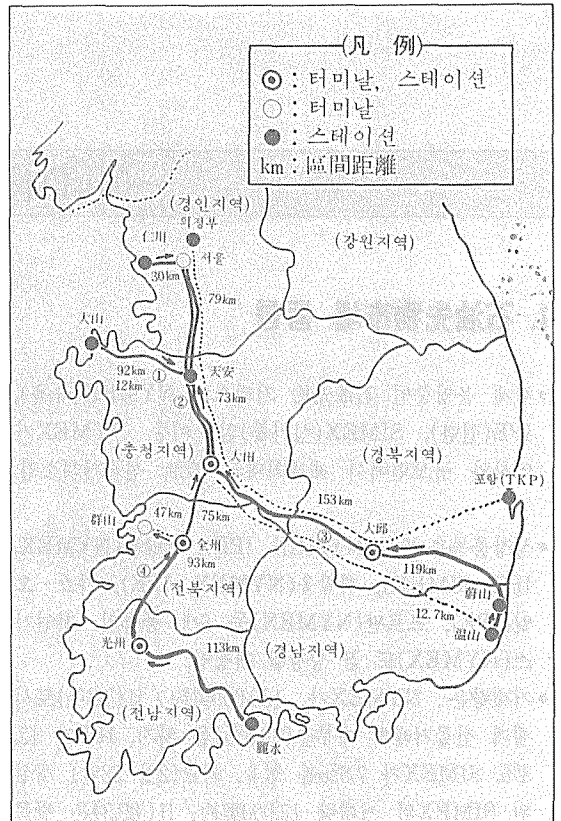 (凡 例)
◎ : 터미날, 스테이션
○ : 터미날
● : 스테이션
km : 區間距離
(경인지역)
의정부
仁川
서울
(강원지역)
30km
79km
大山
92km
12km
①
天安
②
73km
(충청지역)
大田
(경북지역)
포항(TKP)
153km
群山
47km
75km
③
大邱
全州
119km
④
93km
(전북지역)
蔚山
12.7km
溫山
光州
113km
(경남지역)
(전남지역)
麗水